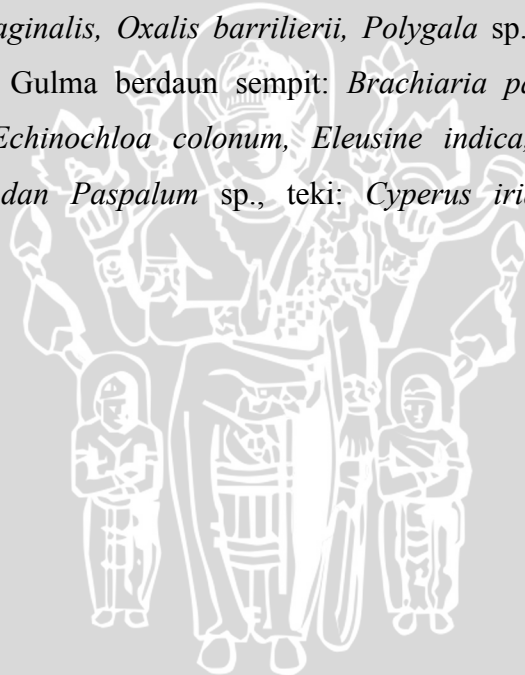 aginalis, Oxalis barrilierii, Polygala sp.
Gulma berdaun sempit: Brachiaria pa
Echinochloa colonum, Eleusine indica,
dan Paspalum sp., teki: Cyperus iri